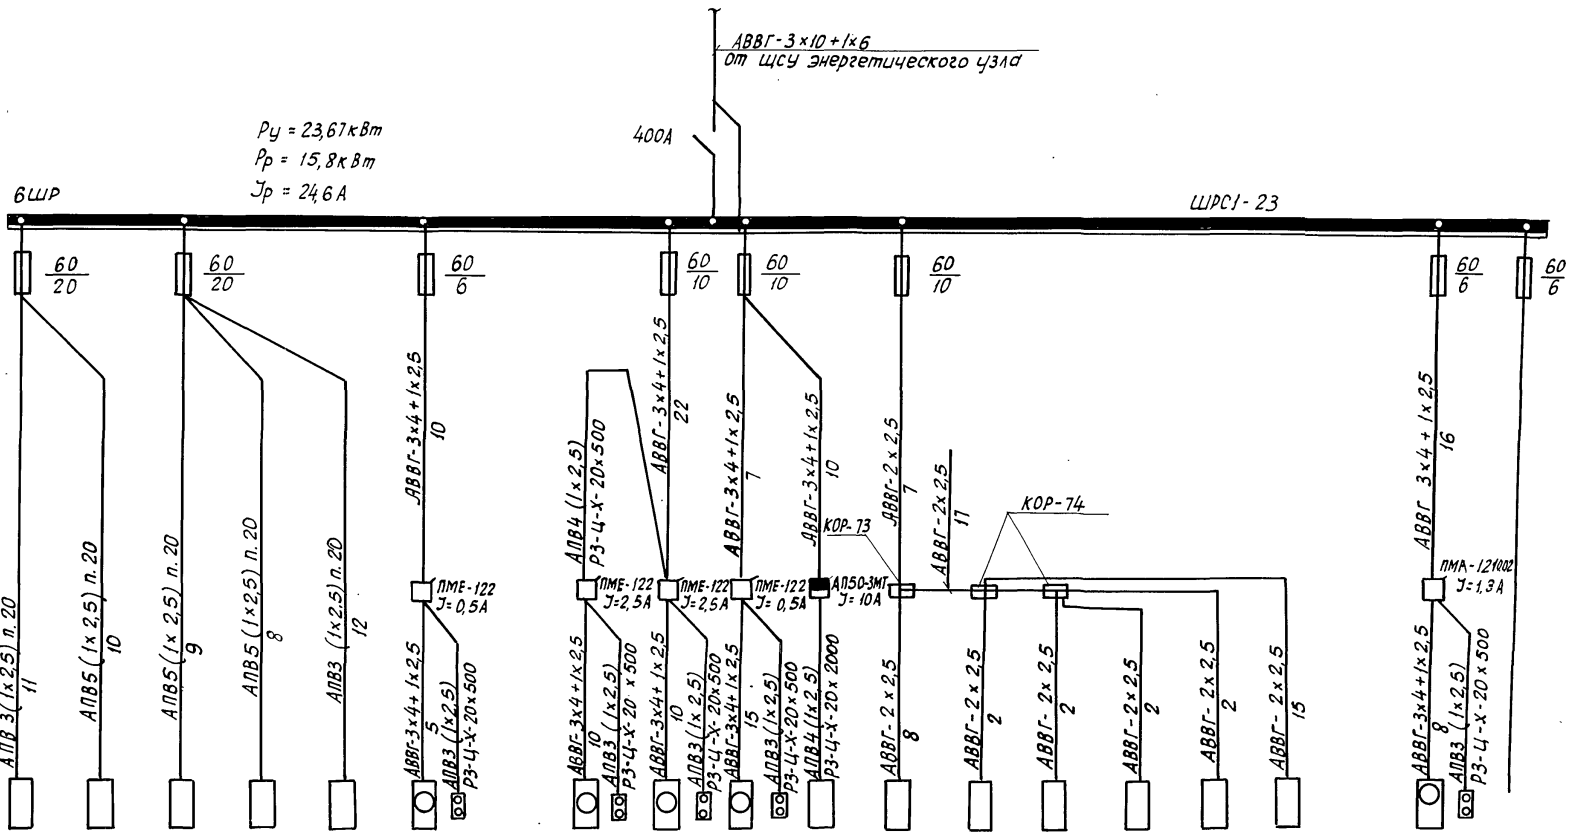 АВВГ-3×10+1×6
от щсу энергетического узла
Ру = 23,67кВт
Рр = 15,8кВт
Јр = 24,6А
400А
6ШР
ШРС1-23
60
20
60
20
60
6
60
10
60
10
60
10
60
6
60
6
АПВ 3 (1×2,5) п.20
11
АПВ5 (1×2,5) п.20
10
АПВ5 (1×2,5) п.20
9
АПВ5 (1×2,5) п.20
8
АПВ3 (1×2,5) п.20
12
АВВГ-3×4+1×2,5
10
ПМЕ-122
Ј=0,5А
АВВГ-3×4+1×2,5
5
АПВ3 (1×2,5)
РЗ-Ц-Х-20×500
АПВ4 (1×2,5)
РЗ-Ц-Х-20×500
ПМЕ-122
Ј=2,5А
АВВГ-3×4+1×2,5
10
АПВ3 (1×2,5)
РЗ-Ц-Х-20×500
АВВГ-3×4+1×2,5
22
ПМЕ-122
Ј=2,5А
АВВГ-3×4+1×2,5
10
АПВ3 (1×2,5)
РЗ-Ц-Х-20×500
АВВГ-3×4+1×2,5
7
ПМЕ-122
Ј=0,5А
АВВГ-3×4+1×2,5
15
АПВ3 (1×2,5)
РЗ-Ц-Х-20×500
АВВГ-3×4+1×2,5
10
АП50-3МТ
Ј=10А
АПВ4 (1×2,5)
РЗ-Ц-Х-20×2000
АВВГ-2×2,5
7
КОР-73
АВВГ-2×2,5
17
КОР-74
АВВГ-2×2,5
8
АВВГ-2×2,5
2
АВВГ-2×2,5
2
АВВГ-2×2,5
2
АВВГ-2×2,5
2
АВВГ-2×2,5
15
АВВГ 3×4+1×2,5
16
ПМА-121002
Ј=1,3А
АВВГ-3×4+1×2,5
8
АПВ3 (1×2,5)
РЗ-Ц-Х-20×500